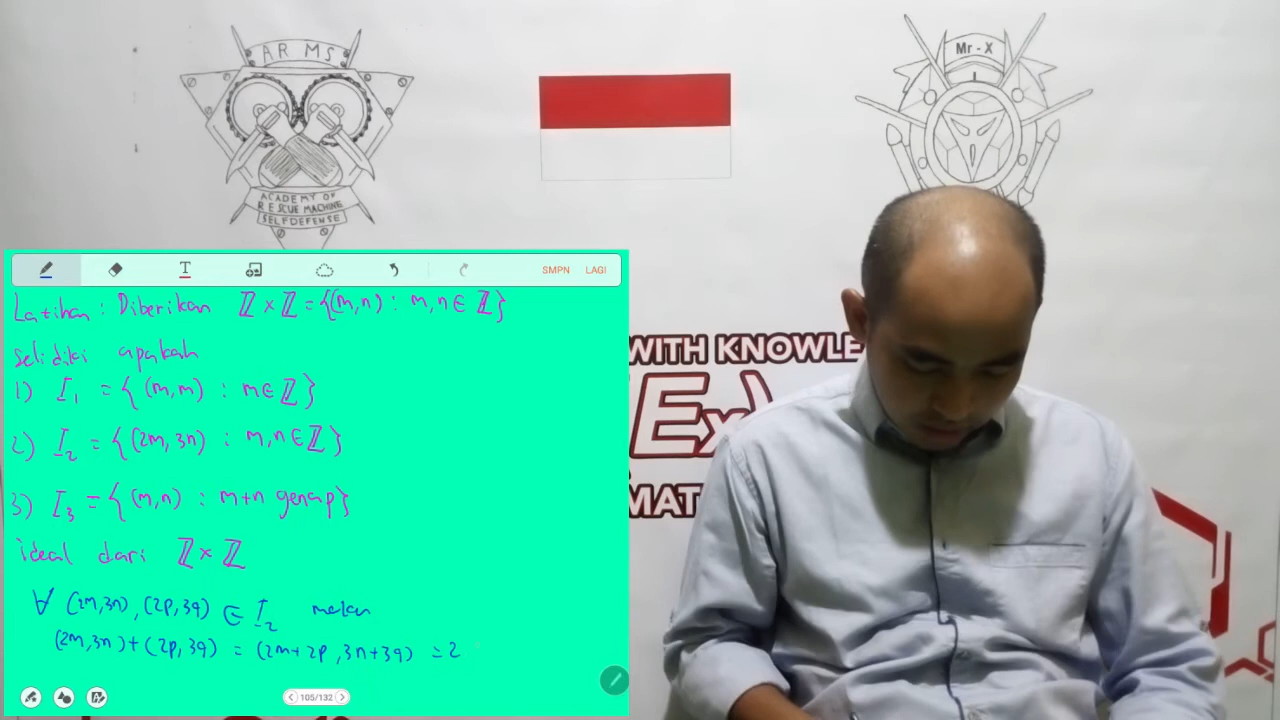 AR MS
ACADEMY OF
RESCUE MACHINE
SELFDEFENSE
Mr-X
WITH KNOWLE
(Ex)
MAT
SMPN LAGI
Latihan : Diberikan ℤ × ℤ = {(m,n) : m,n ∈ ℤ}
Selidiki apakah
1) I₁ = {(m,m) : m ∈ ℤ}
2) I₂ = {(2m, 3n) : m,n ∈ ℤ}
3) I₃ = {(m,n) : m+n genap}
ideal dari ℤ × ℤ
∀ (2m,3n), (2p,3q) ∈ I₂ maka
(2m,3n) + (2p,3q) = (2m+2p, 3n+3q) = 2
105/132